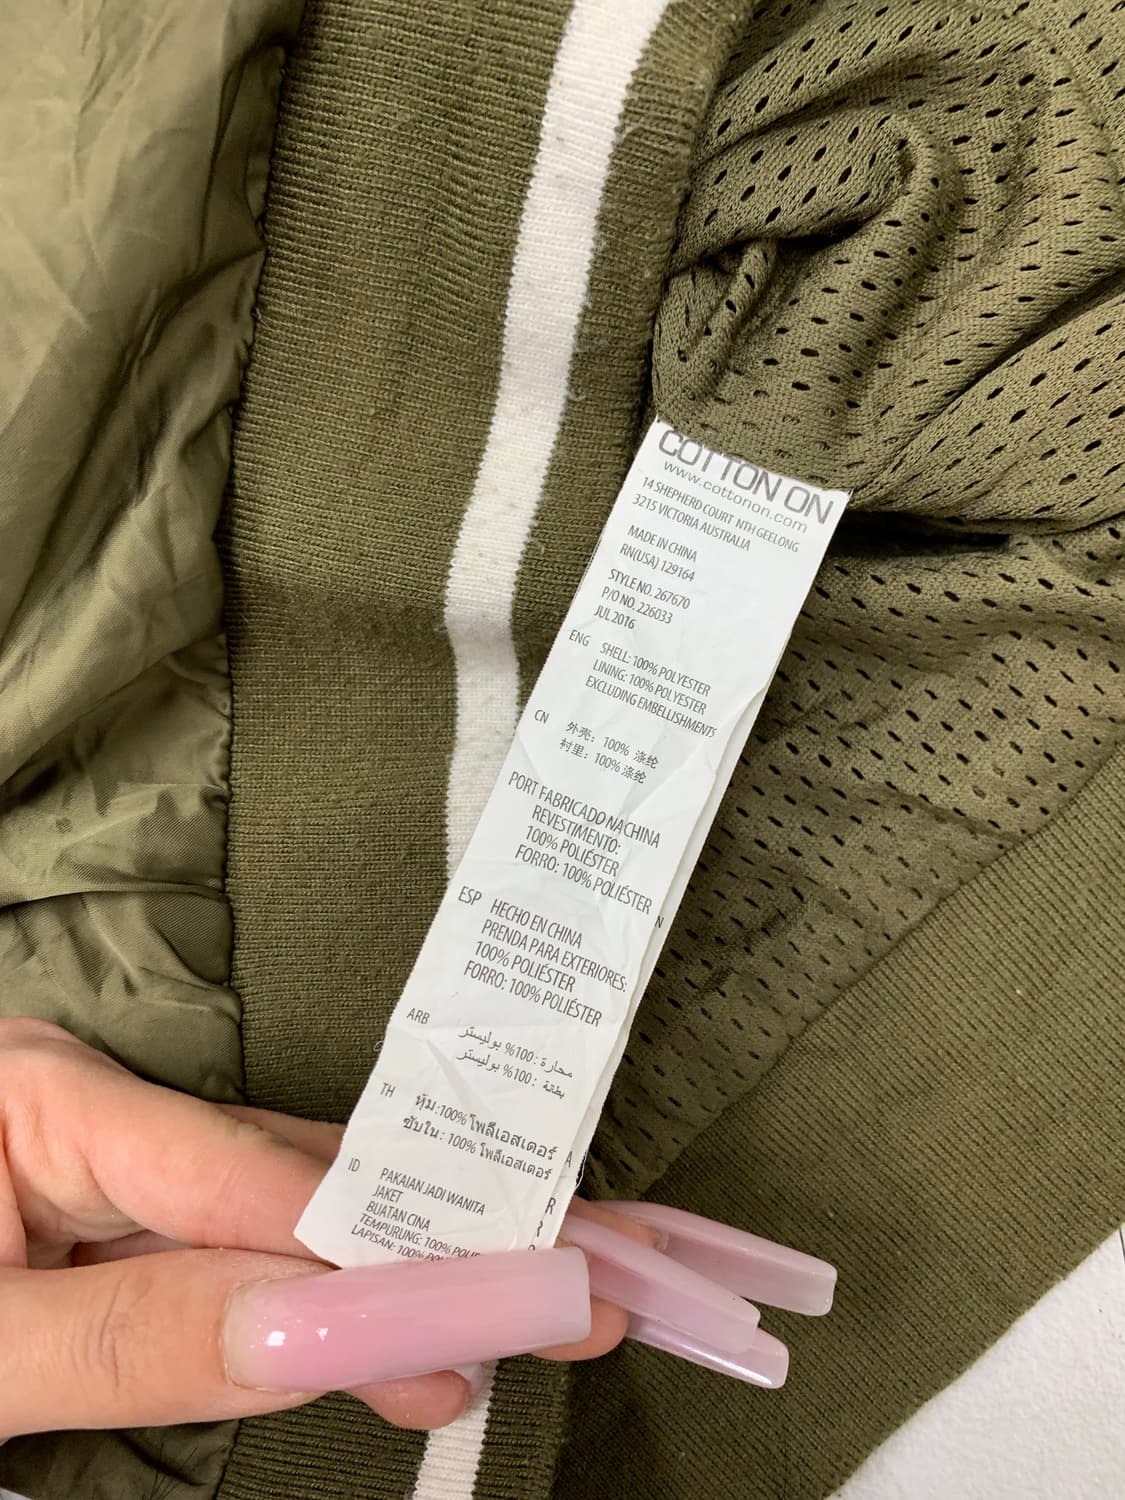 COTTON ON
www.cottonon.com
14 SHEPHERD COURT NTH GEELONG
3215 VICTORIA AUSTRALIA
MADE IN CHINA
RN(USA) 129164
STYLE NO. 267670
P/O NO. 226033
JUL 2016
ENG SHELL: 100% POLYESTER
LINING: 100% POLYESTER
EXCLUDING EMBELLISHMENTS
CN 外壳：100% 涤纶
衬里：100% 涤纶
PORT FABRICADO NA CHINA
REVESTIMENTO:
100% POLIÉSTER
FORRO: 100% POLIÉSTER
ESP HECHO EN CHINA
PRENDA PARA EXTERIORES:
100% POLIÉSTER
FORRO: 100% POLIÉSTER
ARB محارة: 100% بوليستر
بطانة: 100% بوليستر
TH หุ้ม:100% โพลีเอสเตอร์
ซับใน: 100% โพลีเอสเตอร์
ID PAKAIAN JADI WANITA
JAKET
BUATAN CINA
TEMPURUNG: 100%
LAPISAN: 100%